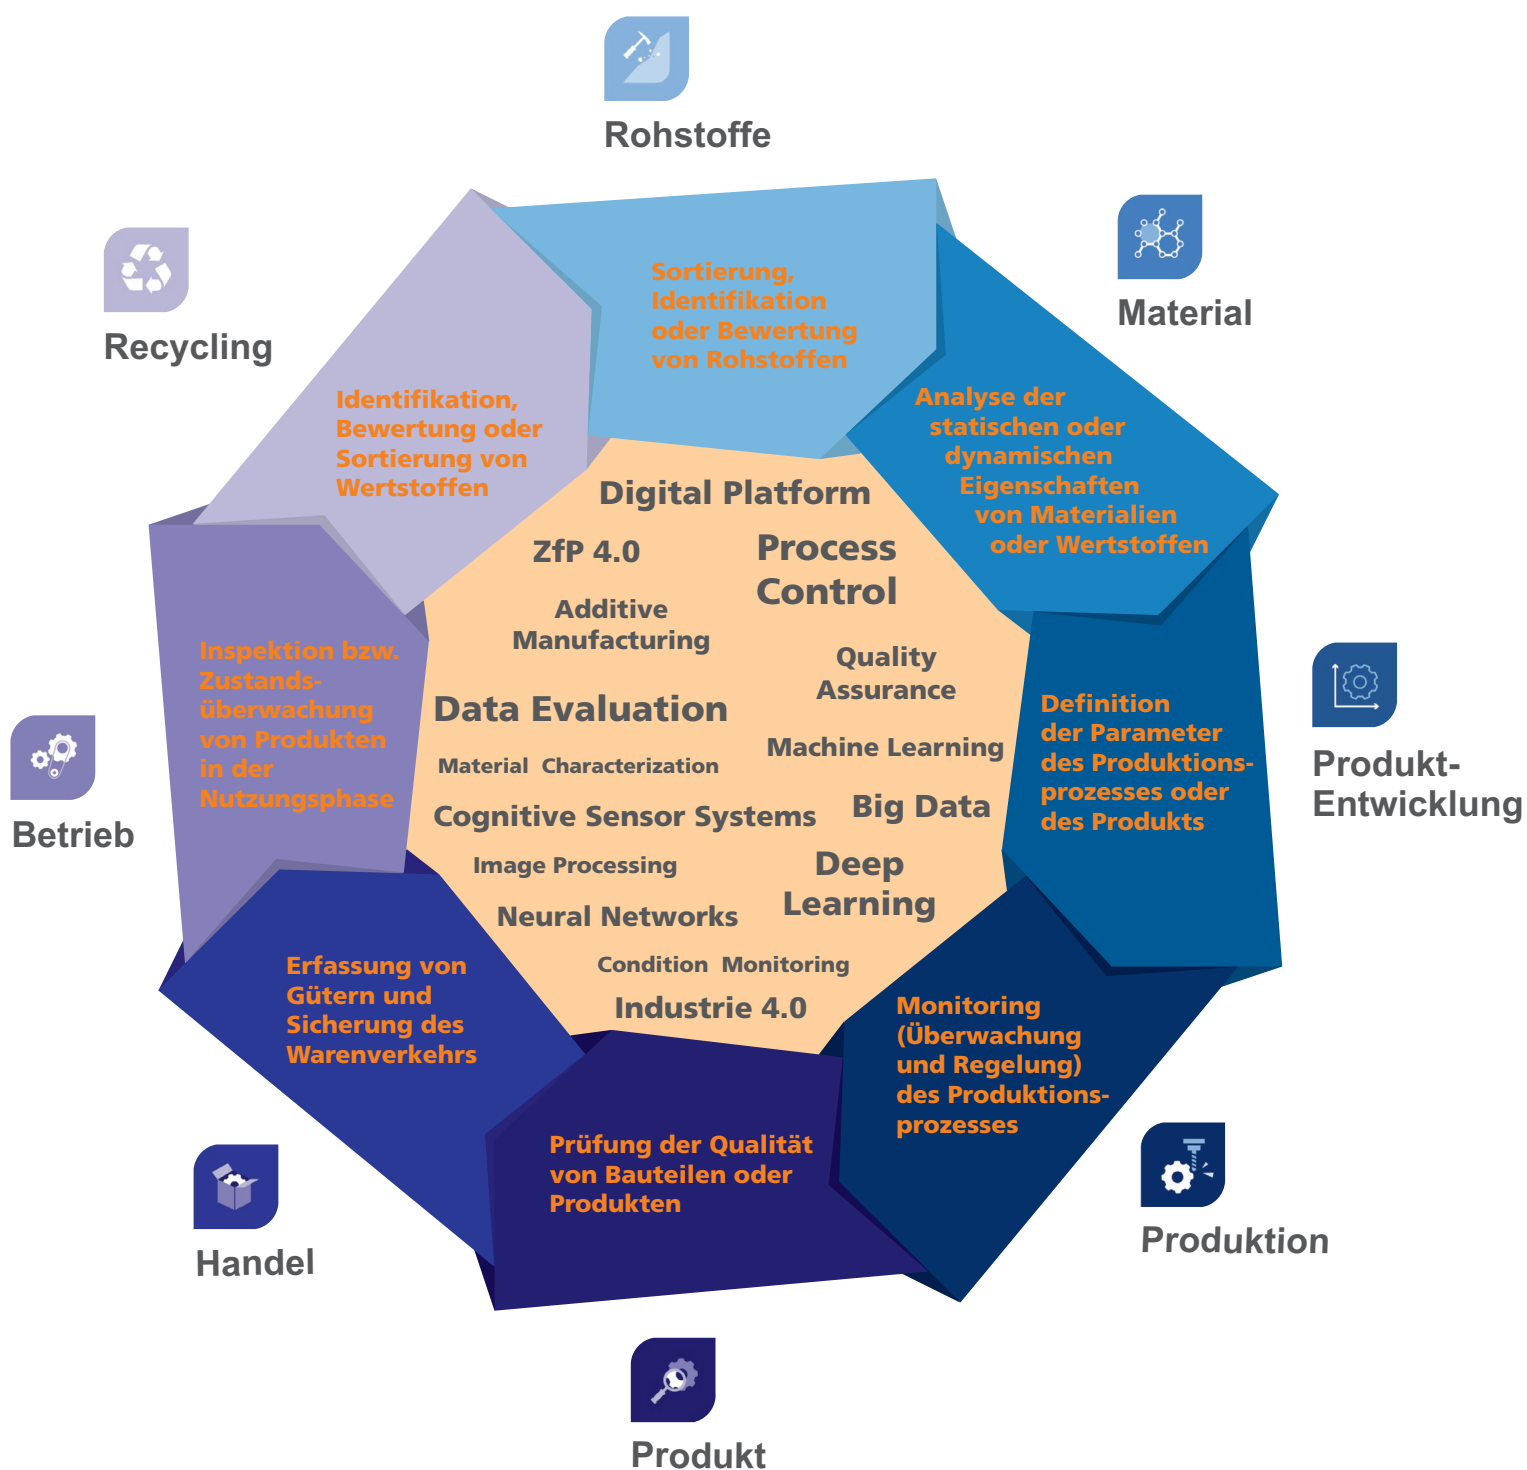 Rohstoffe
Material
Recycling
Sortierung,
Identifikation
oder Bewertung
von Rohstoffen
Analyse der
statischen oder
dynamischen
Eigenschaften
von Materialien
oder Wertstoffen
Identifikation,
Bewertung oder
Sortierung von
Wertstoffen
Digital Platform
ZfP 4.0
Process
Control
Additive
Manufacturing
Quality
Assurance
Data Evaluation
Machine Learning
Material Characterization
Big Data
Cognitive Sensor Systems
Image Processing
Deep
Learning
Neural Networks
Condition Monitoring
Industrie 4.0
Inspektion bzw.
Zustands-
überwachung
von Produkten
in der
Nutzungsphase
Definition
der Parameter
des Produktions-
prozesses oder
des Produkts
Produkt-
Entwicklung
Betrieb
Erfassung von
Gütern und
Sicherung des
Warenverkehrs
Monitoring
(Überwachung
und Regelung)
des Produktions-
prozesses
Prüfung der Qualität
von Bauteilen oder
Produkten
Handel
Produktion
Produkt